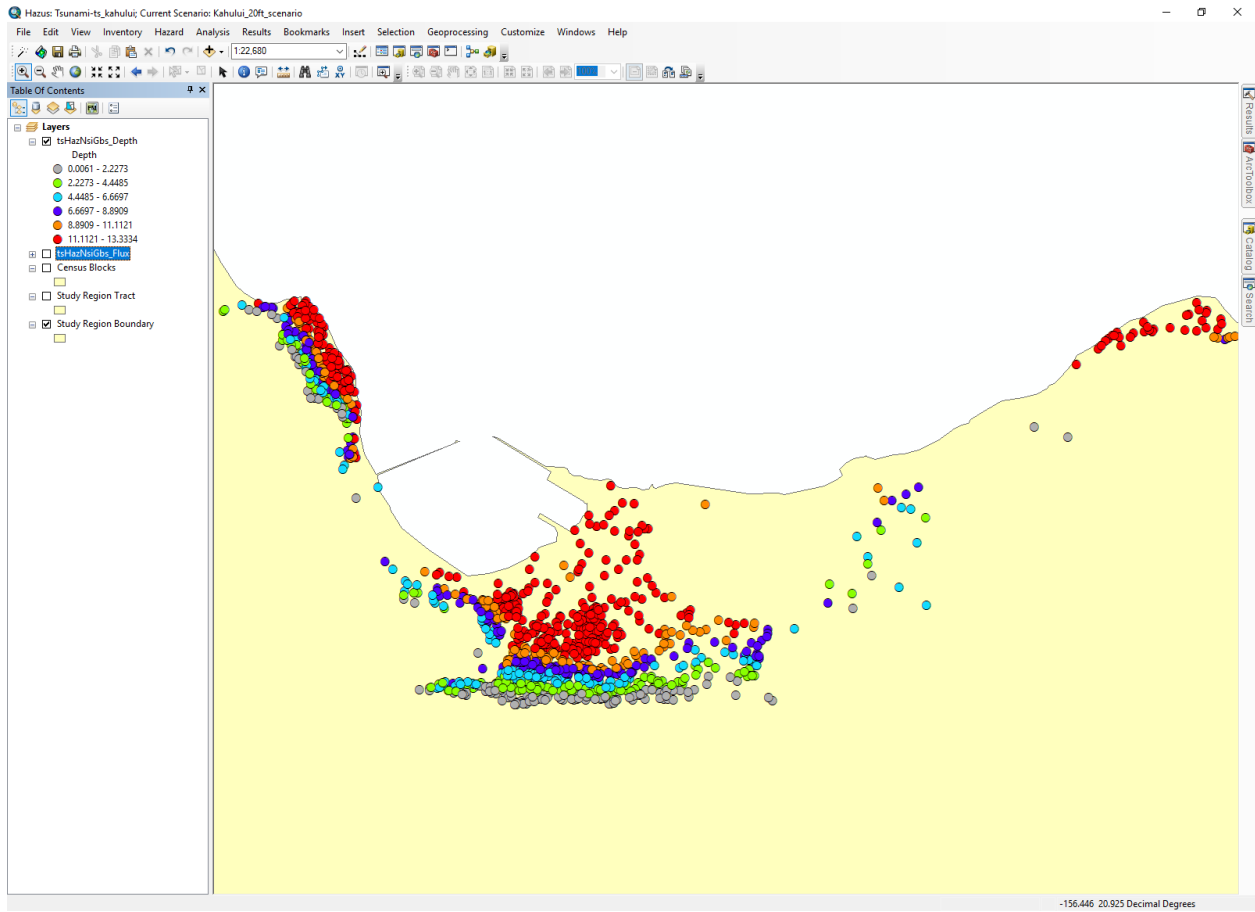 Hazus: Tsunami-ts_kahului; Current Scenario: Kahului_20ft_scenario
File Edit View Inventory Hazard Analysis Results Bookmarks Insert Selection Geoprocessing Customize Windows Help
1:22,680
Table Of Contents
Layers
tsHazNsiGbs_Depth
Depth
0.0061 - 2.2273
2.2273 - 4.4485
4.4485 - 6.6697
6.6697 - 8.8909
8.8909 - 11.1121
11.1121 - 13.3334
tsHazNsiGbs_Flux
Census Blocks
Study Region Tract
Study Region Boundary
Results
ArcToolbox
Catalog
Search
-156.446 20.925 Decimal Degrees